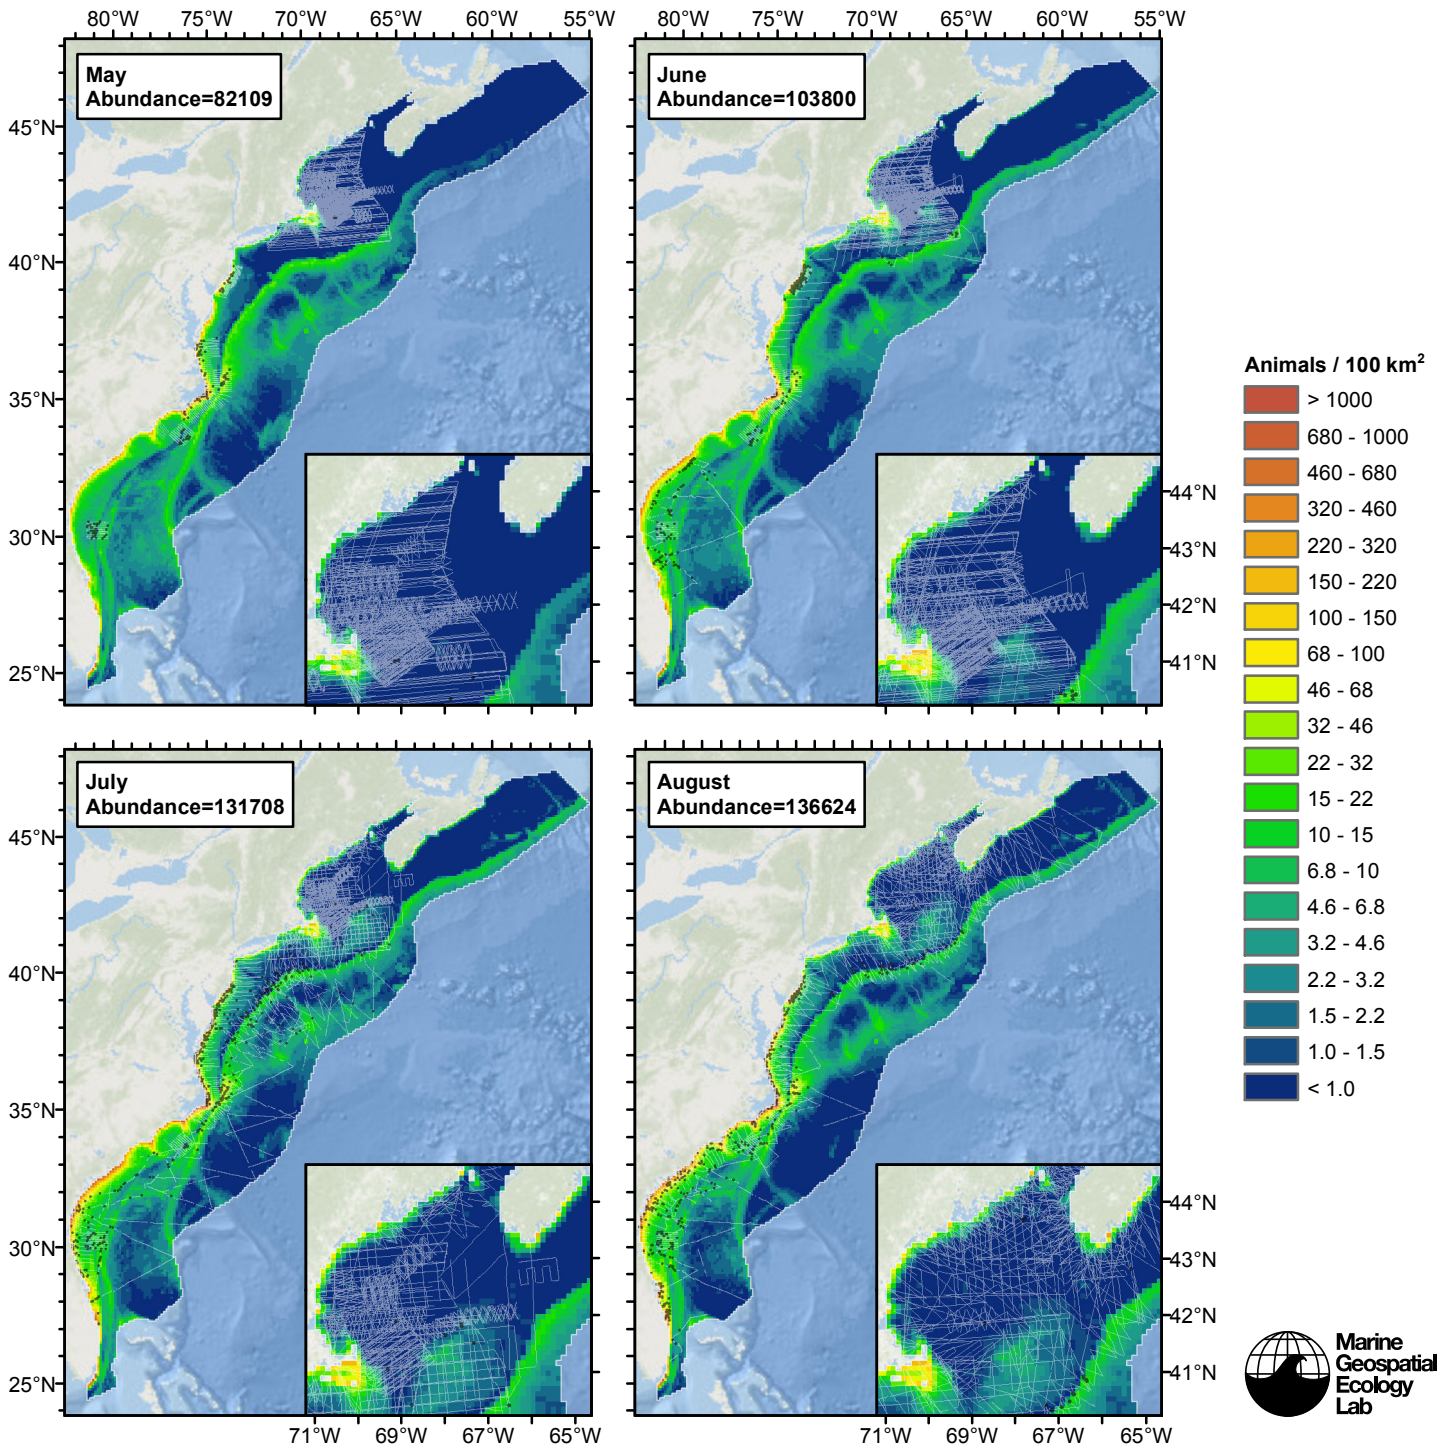 80°W 75°W 70°W 65°W 60°W 55°W 80°W 75°W 70°W 65°W 60°W 55°W
May
Abundance=82109
June
Abundance=103800
45°N
40°N
35°N
30°N
25°N
44°N
43°N
42°N
41°N
44°N
43°N
42°N
41°N
July
Abundance=131708
August
Abundance=136624
45°N
40°N
35°N
30°N
25°N
71°W 69°W 67°W 65°W 71°W 69°W 67°W 65°W
Animals / 100 km²
> 1000
680 - 1000
460 - 680
320 - 460
220 - 320
150 - 220
100 - 150
68 - 100
46 - 68
32 - 46
22 - 32
15 - 22
10 - 15
6.8 - 10
4.6 - 6.8
3.2 - 4.6
2.2 - 3.2
1.5 - 2.2
1.0 - 1.5
< 1.0
Marine
Geospatial
Ecology
Lab